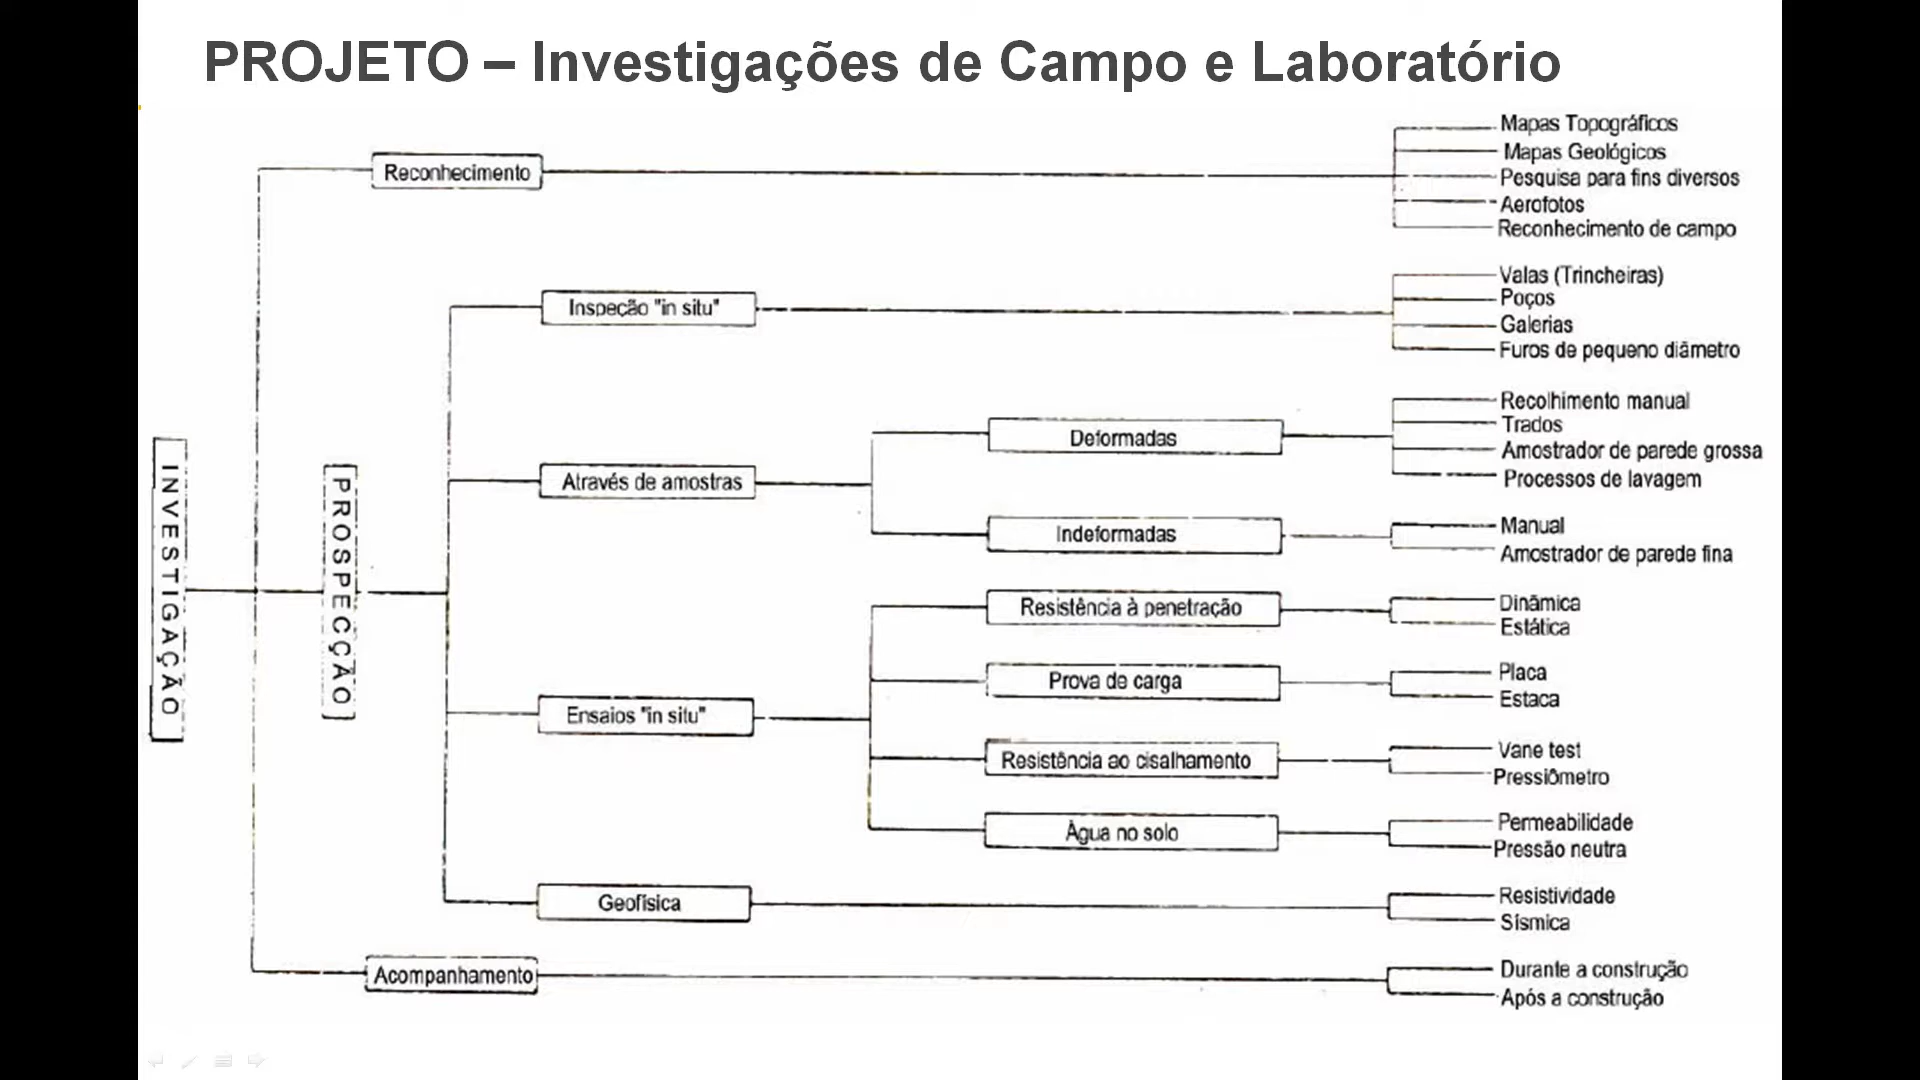 PROJETO – Investigações de Campo e Laboratório
INVESTIGAÇÃO
Reconhecimento
Mapas Topográficos
Mapas Geológicos
Pesquisa para fins diversos
Aerofotos
Reconhecimento de campo
PROSPECÇÃO
Inspeção "in situ"
Valas (Trincheiras)
Poços
Galerias
Furos de pequeno diâmetro
Através de amostras
Deformadas
Recolhimento manual
Trados
Amostrador de parede grossa
Processos de lavagem
Indeformadas
Manual
Amostrador de parede fina
Ensaios "in situ"
Resistência à penetração
Dinâmica
Estática
Prova de carga
Placa
Estaca
Resistência ao cisalhamento
Vane test
Pressiômetro
Água no solo
Permeabilidade
Pressão neutra
Geofísica
Resistividade
Sísmica
Acompanhamento
Durante a construção
Após a construção